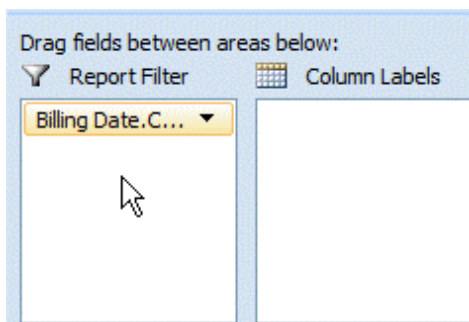 Drag fields between areas below:
Report Filter
Column Labels
Billing Date.C...